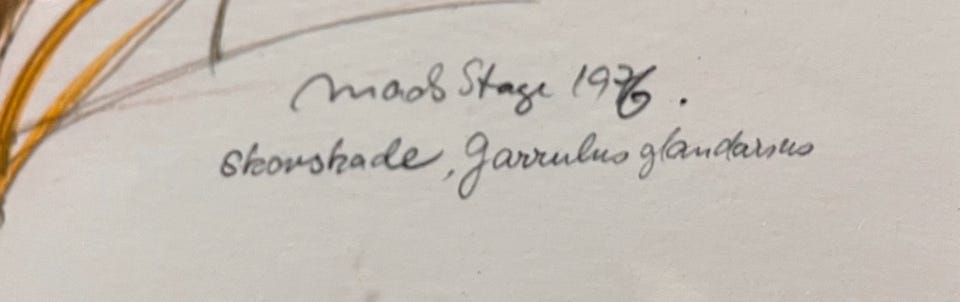 Mads Stage 1976.
Skovskade, Garrulus glandarius